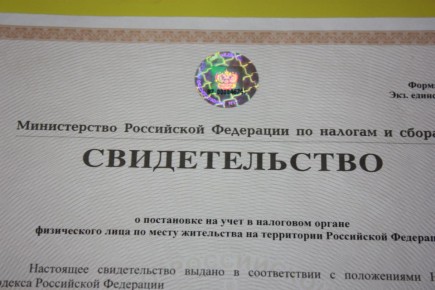 Форм
Экз. един
Министерство Российской Федерации по налогам и сбора
СВИДЕТЕЛЬСТВО
о постановке на учет в налоговом органе
физического лица по месту жительства на территории Российской Федерац
Настоящее свидетельство выдано в соответствии с положениями Н
одекса Российской Федерации